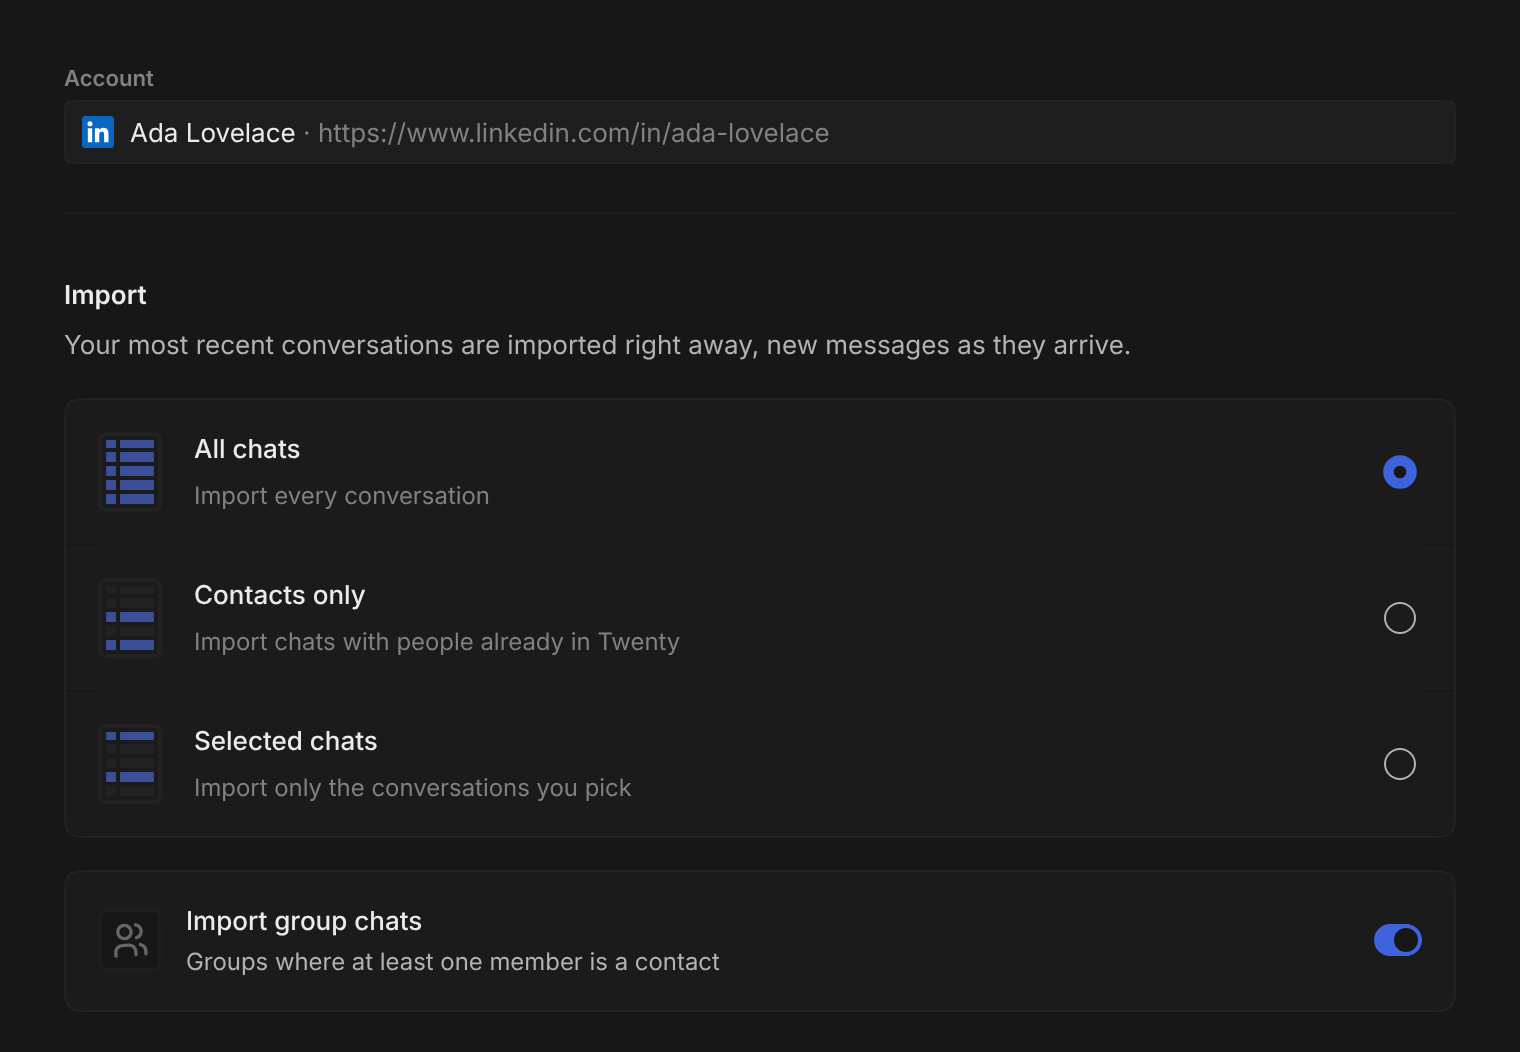 Account
in Ada Lovelace · https://www.linkedin.com/in/ada-lovelace
Import
Your most recent conversations are imported right away, new messages as they arrive.
All chats
Import every conversation
Contacts only
Import chats with people already in Twenty
Selected chats
Import only the conversations you pick
Import group chats
Groups where at least one member is a contact